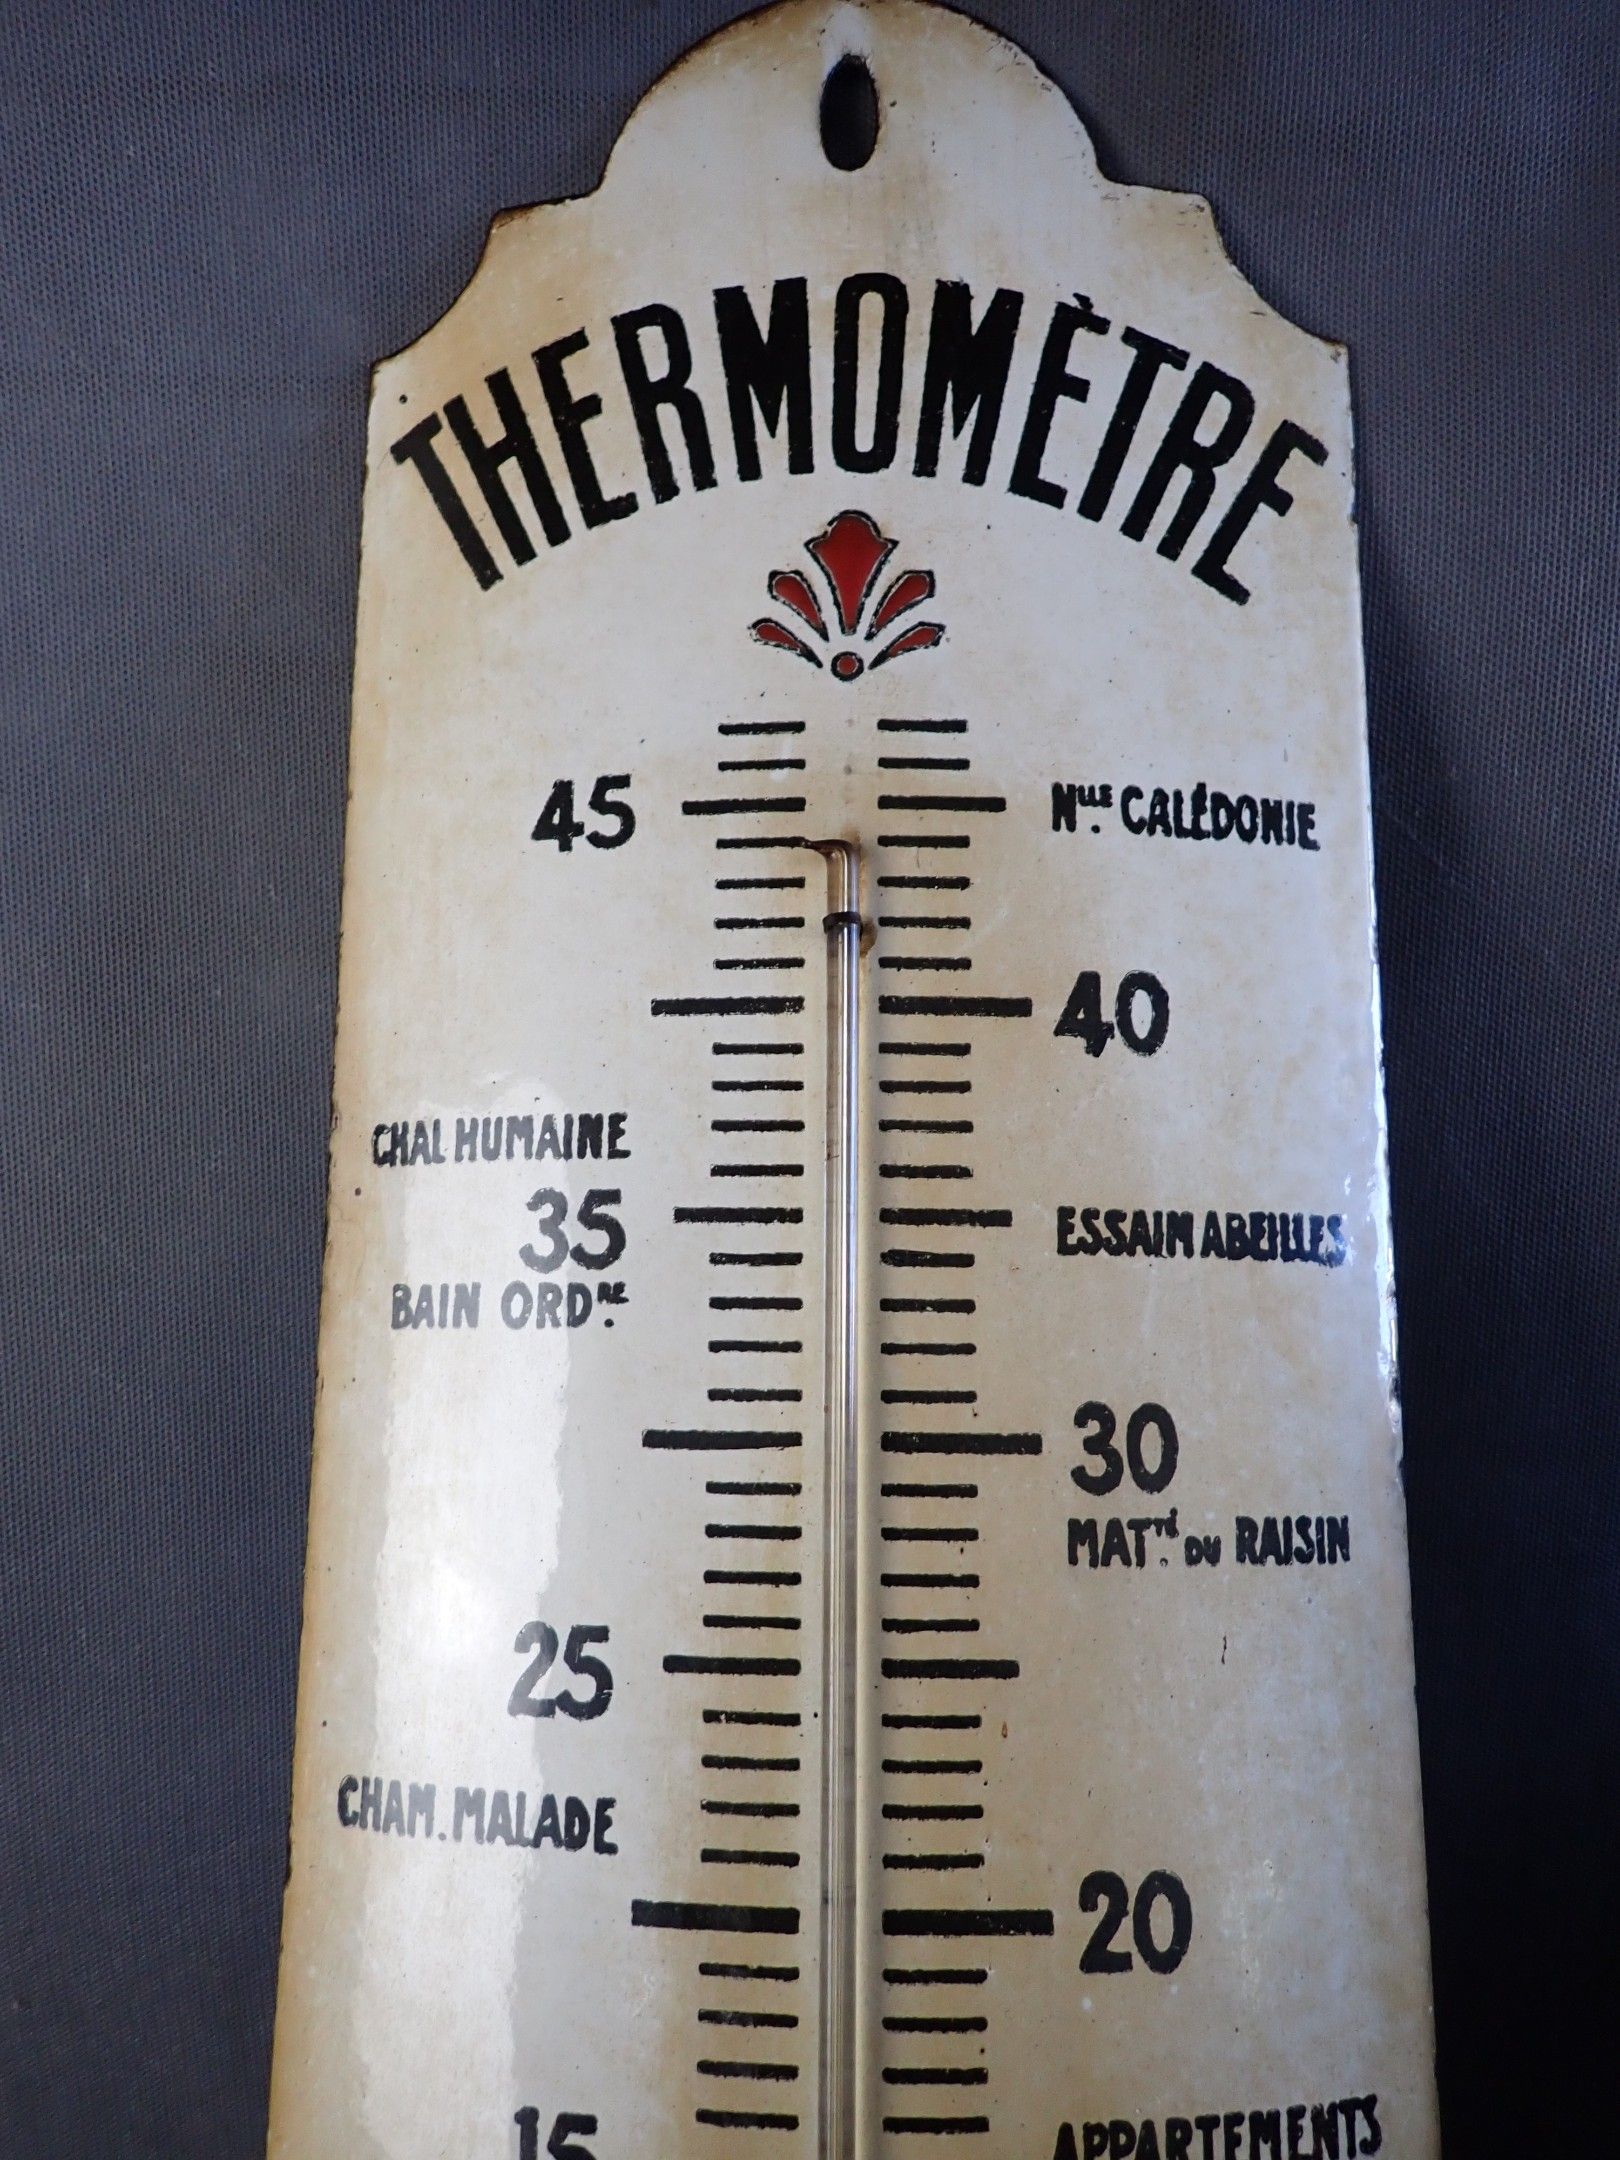 THERMOMÈTRE
45 Nlle. CALÉDONIE
40
CHAL HUMAINE
35 ESSAIM ABEILLES
BAIN ORDre.
30
MATté. DU RAISIN
25
CHAM. MALADE
20
15 APPARTEMENTS